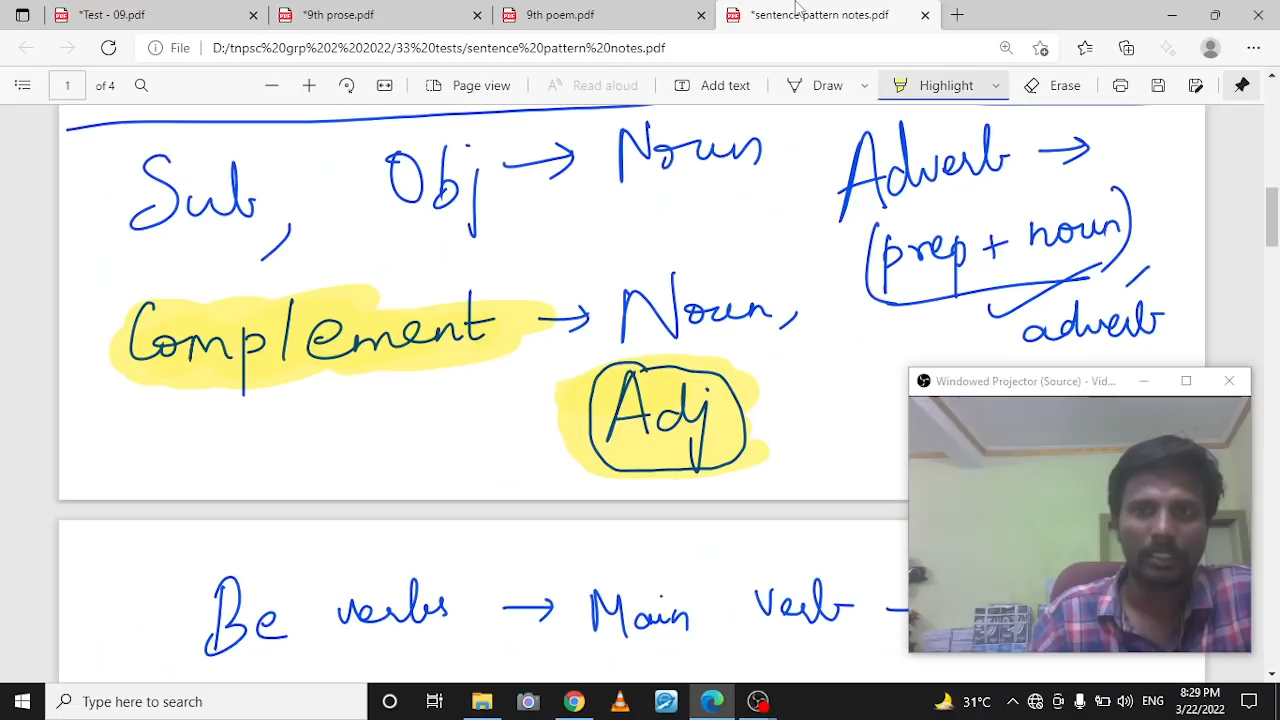 *Test - 09.pdf
*9th prose.pdf
9th poem.pdf
*sentence pattern notes.pdf
File
D:/tnpsc%20grp%202%202022/33%20tests/sentence%20pattern%20notes.pdf
1
of 4
Page view
Read aloud
Add text
Draw
Highlight
Erase
Sub, Obj → Noun
Adverb →
(prep + noun)
adverb
Complement → Noun,
Adj
Windowed Projector (Source) - Vid...
Be verbs → Main verb –
Type here to search
31°C
ENG
8:29 PM
3/22/2022